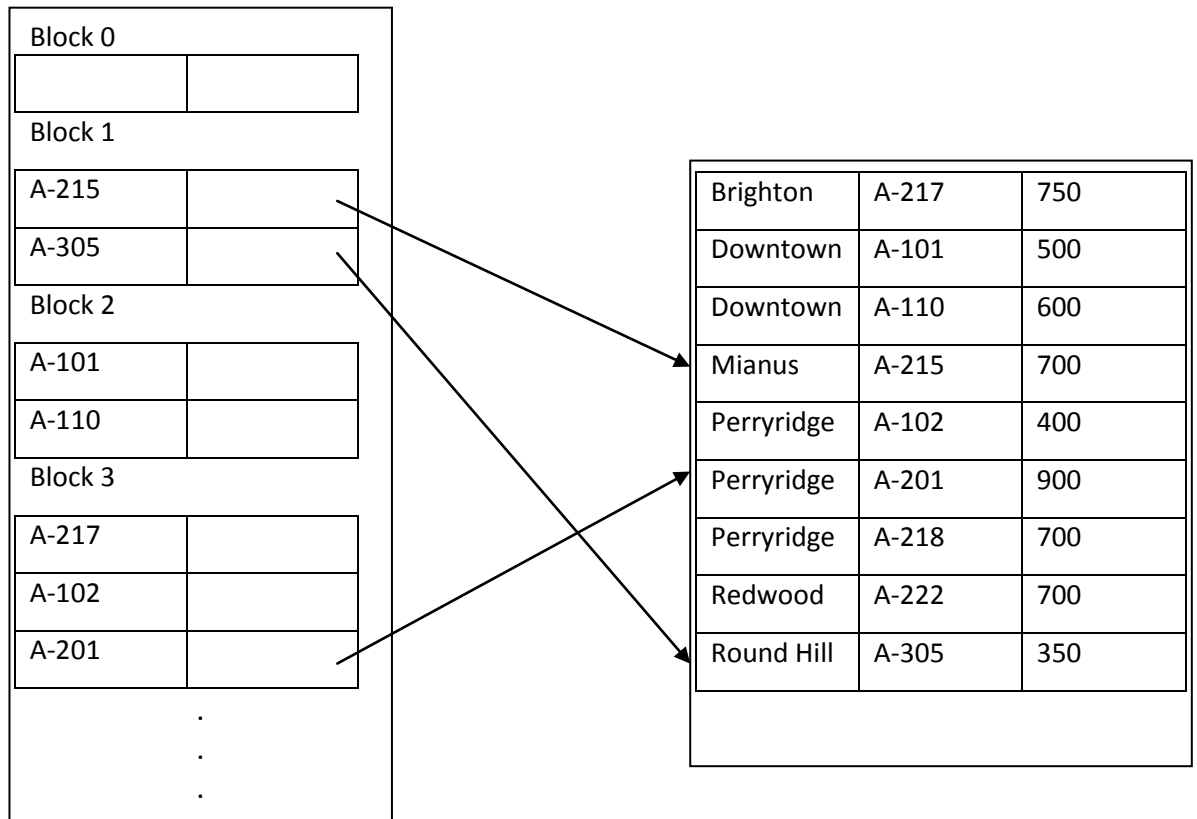 Block 0
Block 1
A-215
A-305
Block 2
A-101
A-110
Block 3
A-217
A-102
A-201
.
.
.
Brighton A-217 750
Downtown A-101 500
Downtown A-110 600
Mianus A-215 700
Perryridge A-102 400
Perryridge A-201 900
Perryridge A-218 700
Redwood A-222 700
Round Hill A-305 350